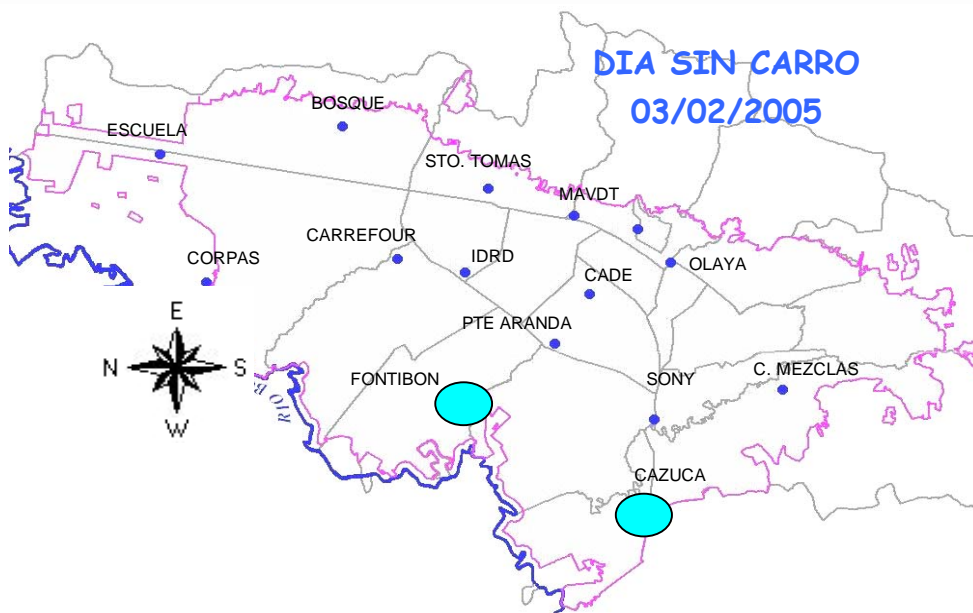 DIA SIN CARRO
03/02/2005
BOSQUE
ESCUELA
STO. TOMAS
MAVDT
CARREFOUR
IDRD
CORPAS
CADE
OLAYA
E
N
S
W
PTE ARANDA
FONTIBON
SONY
C. MEZCLAS
RIO
CAZUCA